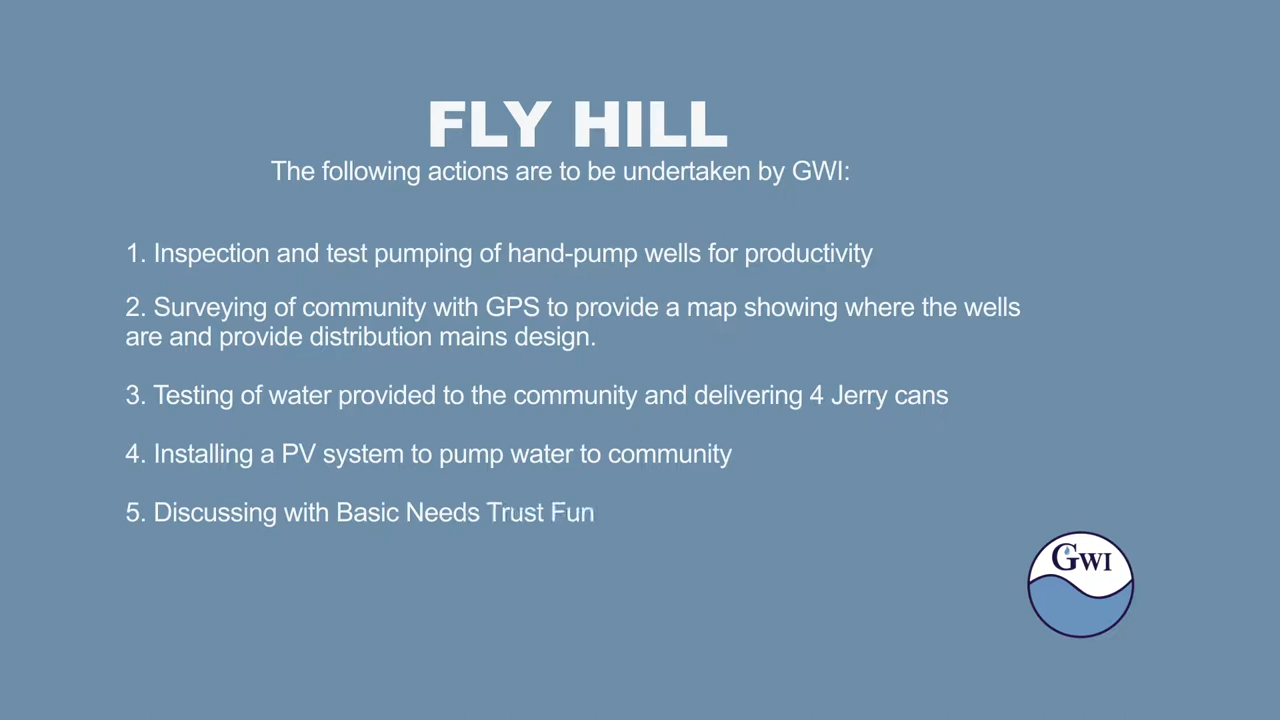 FLY HILL
The following actions are to be undertaken by GWI:
1. Inspection and test pumping of hand-pump wells for productivity
2. Surveying of community with GPS to provide a map showing where the wells
are and provide distribution mains design.
3. Testing of water provided to the community and delivering 4 Jerry cans
4. Installing a PV system to pump water to community
5. Discussing with Basic Needs Trust Fun
GWI